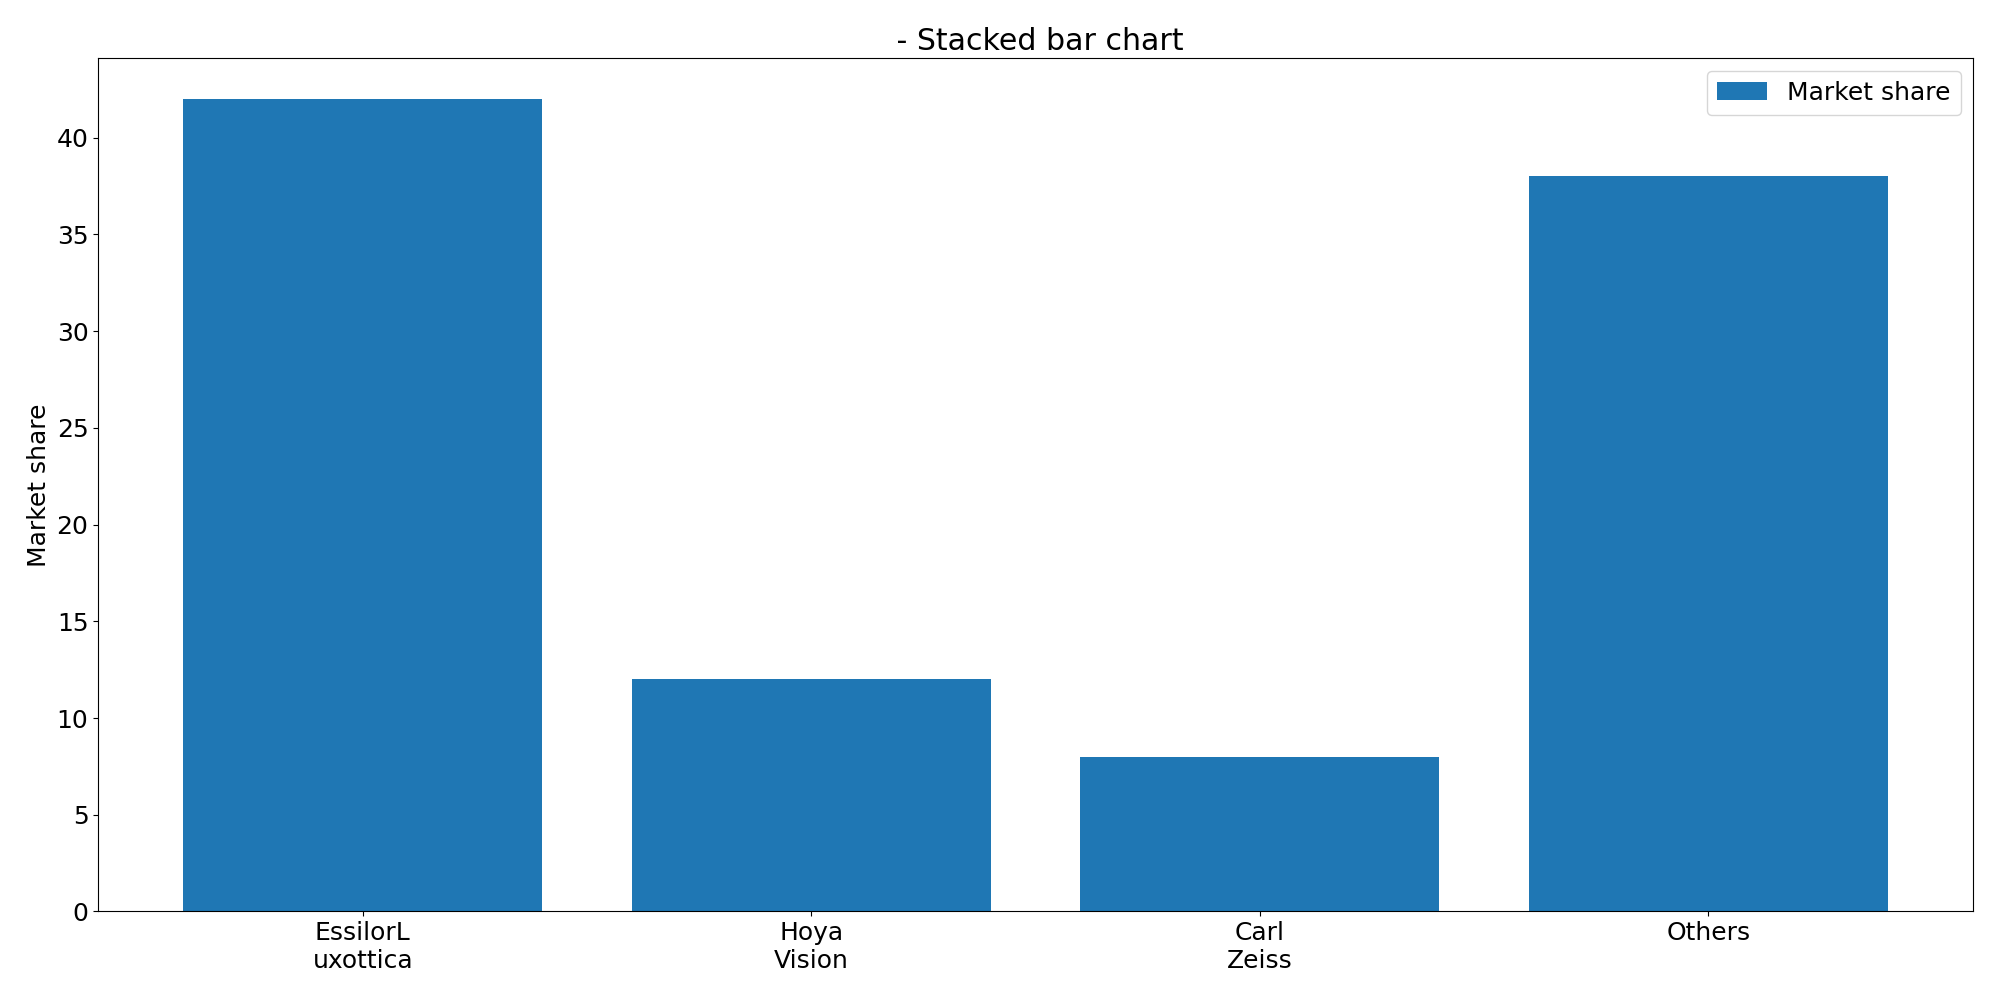 - Stacked bar chart
Market share
40
35
30
25
20
15
10
5
0
Market share
EssilorL
uxottica
Hoya
Vision
Carl
Zeiss
Others